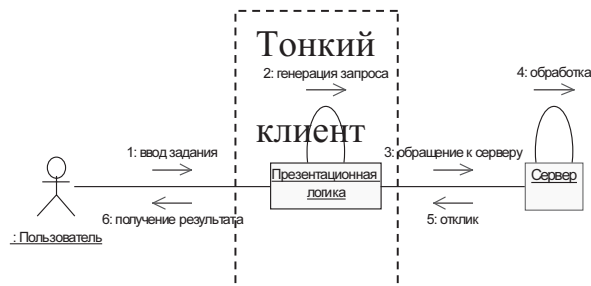 Тонкий
2: генерация запроса
4: обработка
клиент
1: ввод задания
3: обращение к серверу
Презентационная
логика
Сервер
6: получение результата
5: отклик
: Пользователь